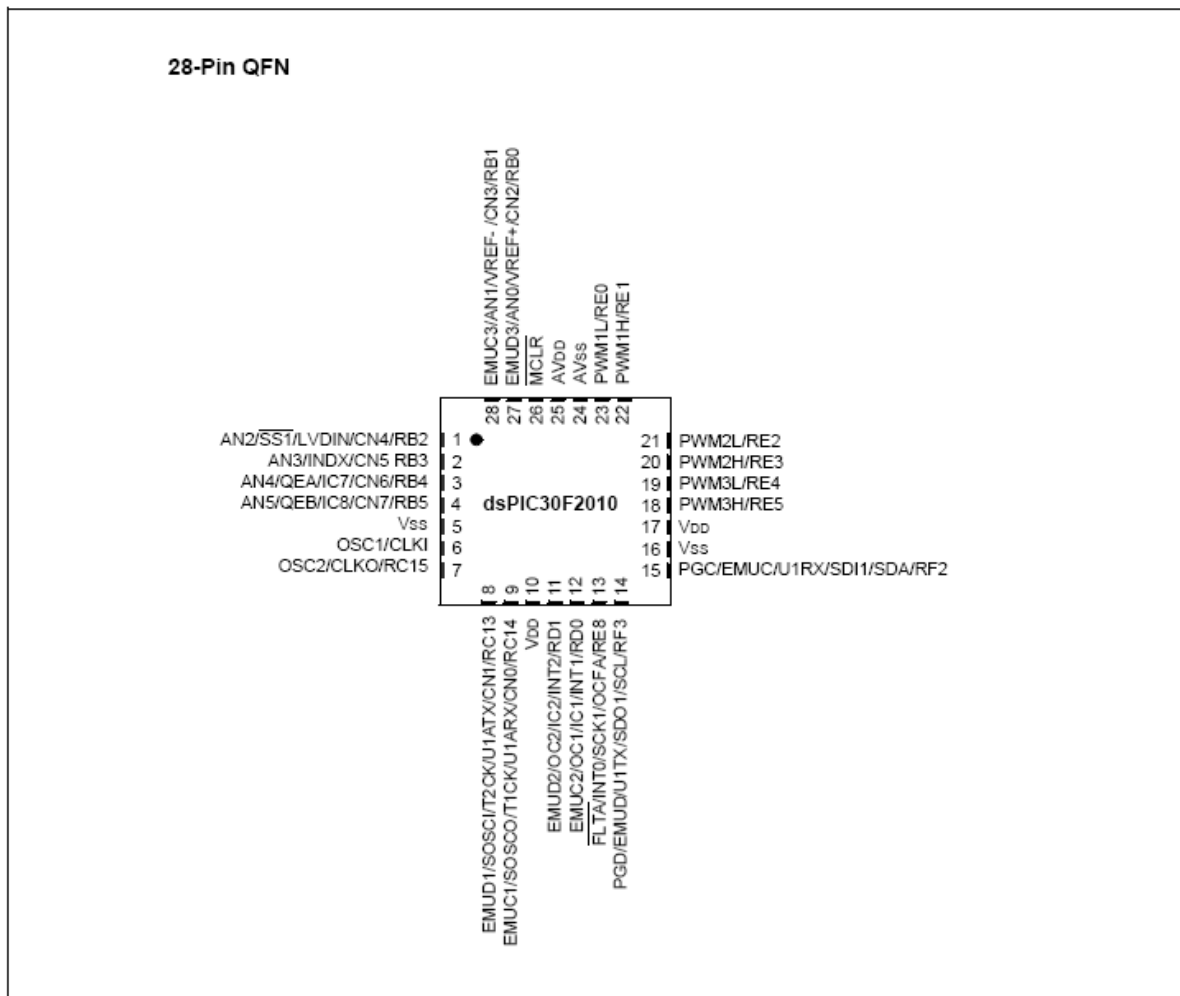 28-Pin QFN
EMUC3/AN1/VREF- /CN3/RB1
EMUD3/AN0/VREF+/CN2/RB0
MCLR
AVDD
AVSS
PWM1L/RE0
PWM1H/RE1
28 27 26 25 24 23 22
AN2/SS1/LVDIN/CN4/RB2 1 21 PWM2L/RE2
AN3/INDX/CN5 RB3 2 20 PWM2H/RE3
AN4/QEA/IC7/CN6/RB4 3 19 PWM3L/RE4
AN5/QEB/IC8/CN7/RB5 4 dsPIC30F2010 18 PWM3H/RE5
VSS 5 17 VDD
OSC1/CLKI 6 16 VSS
OSC2/CLKO/RC15 7 15 PGC/EMUC/U1RX/SDI1/SDA/RF2
8 9 10 11 12 13 14
EMUD1/SOSCI/T2CK/U1ATX/CN1/RC13
EMUC1/SOSCO/T1CK/U1ARX/CN0/RC14
VDD
EMUD2/OC2/IC2/INT2/RD1
EMUC2/OC1/IC1/INT1/RD0
FLTA/INT0/SCK1/OCFA/RE8
PGD/EMUD/U1TX/SDO1/SCL/RF3